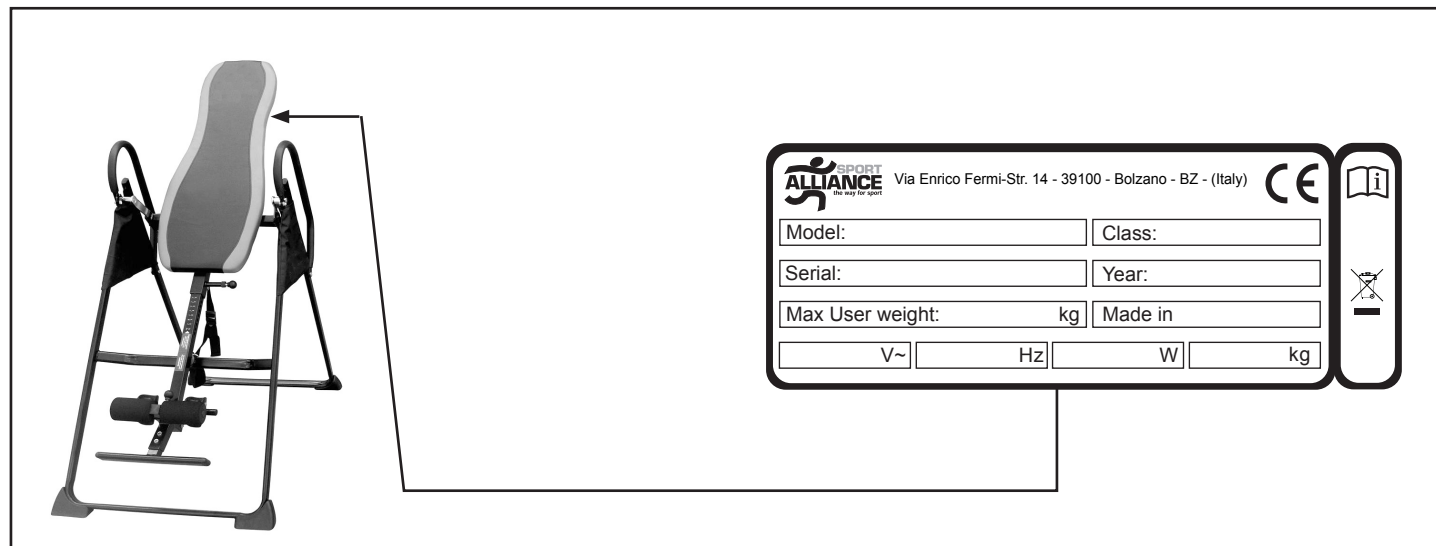 SPORT
ALLIANCE
the way for sport
Via Enrico Fermi-Str. 14 - 39100 - Bolzano - BZ - (Italy)
CE
i
Model:
Class:
Serial:
Year:
Max User weight: kg
Made in
V~
Hz
W
kg